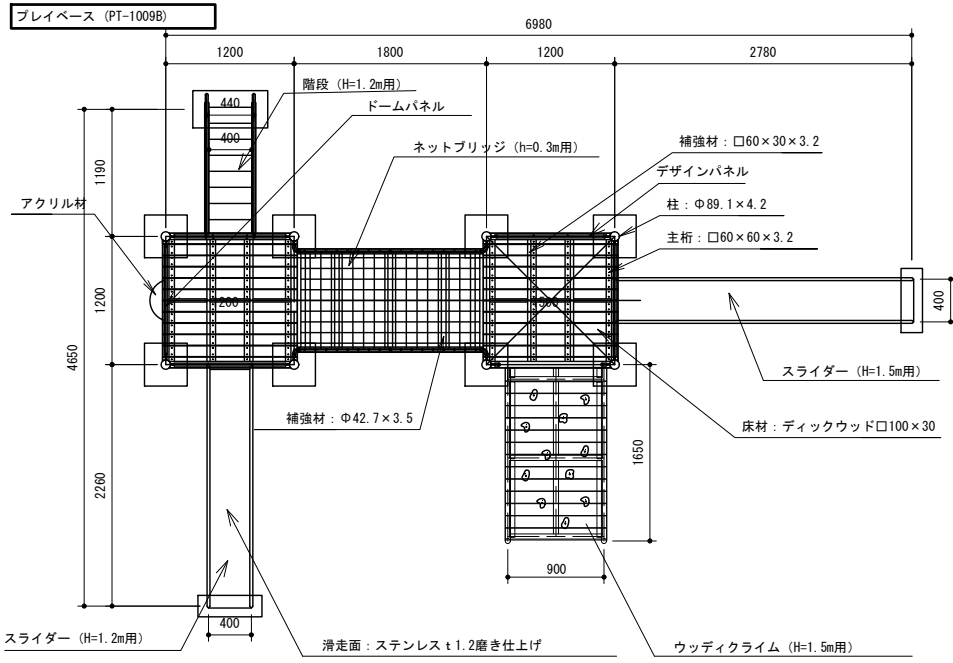 プレイベース (PT-1009B)
6980
1200
1800
1200
2780
階段 (H=1.2m用)
440
ドームパネル
400
補強材：□60×30×3.2
ネットブリッジ (h=0.3m用)
デザインパネル
1190
アクリル材
柱：Φ89.1×4.2
主桁：□60×60×3.2
1200
4650
400
スライダー (H=1.5m用)
補強材：Φ42.7×3.5
床材：ディックウッド□100×30
1650
2260
900
400
スライダー (H=1.2m用)
滑走面：ステンレスｔ1.2磨き仕上げ
ウッディクライム (H=1.5m用)